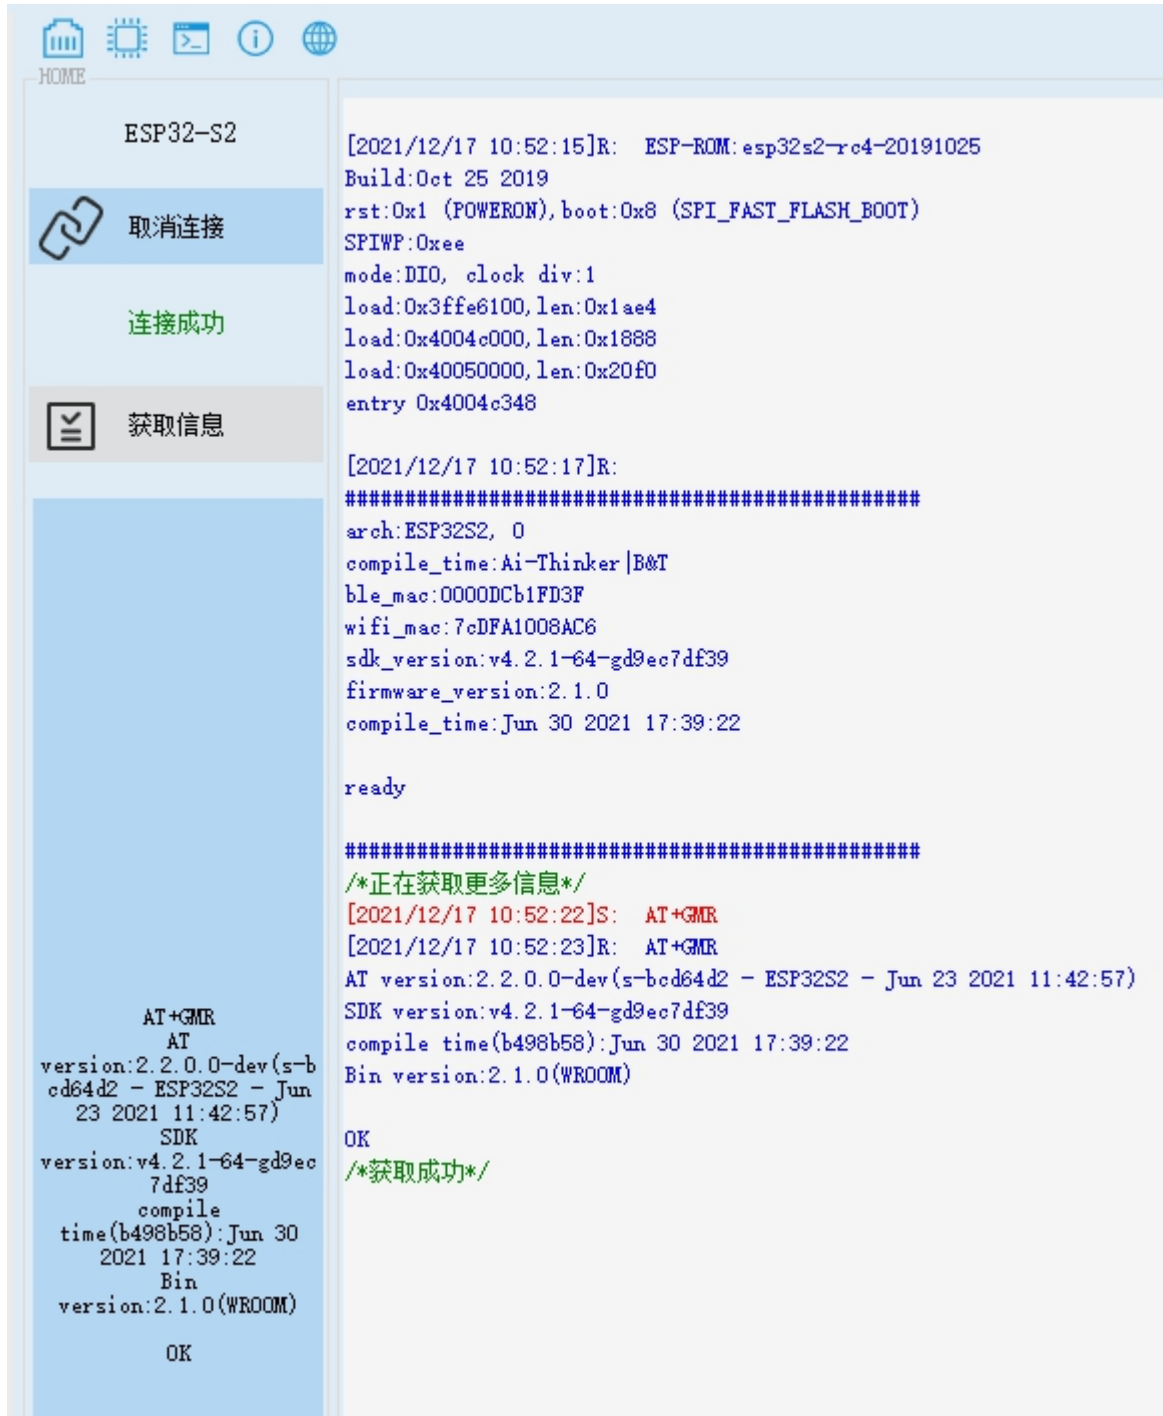 HOME
ESP32-S2
取消连接
连接成功
获取信息
AT+GMR
AT
version:2.2.0.0-dev(s-b
cd64d2 - ESP32S2 - Jun
23 2021 11:42:57)
SDK
version:v4.2.1-64-gd9ec
7df39
compile
time(b498b58):Jun 30
2021 17:39:22
Bin
version:2.1.0(WROOM)
OK
[2021/12/17 10:52:15]R:  ESP-ROM:esp32s2-rc4-20191025
Build:Oct 25 2019
rst:0x1 (POWERON),boot:0x8 (SPI_FAST_FLASH_BOOT)
SPIWP:0xee
mode:DIO, clock div:1
load:0x3ffe6100,len:0x1ae4
load:0x4004c000,len:0x1888
load:0x40050000,len:0x20f0
entry 0x4004c348
[2021/12/17 10:52:17]R:
################################################
arch:ESP32S2, 0
compile_time:Ai-Thinker|B&T
ble_mac:0000DCb1FD3F
wifi_mac:7cDFA1008AC6
sdk_version:v4.2.1-64-gd9ec7df39
firmware_version:2.1.0
compile_time:Jun 30 2021 17:39:22
ready
################################################
/*正在获取更多信息*/
[2021/12/17 10:52:22]S:  AT+GMR
[2021/12/17 10:52:23]R:  AT+GMR
AT version:2.2.0.0-dev(s-bcd64d2 - ESP32S2 - Jun 23 2021 11:42:57)
SDK version:v4.2.1-64-gd9ec7df39
compile time(b498b58):Jun 30 2021 17:39:22
Bin version:2.1.0(WROOM)
OK
/*获取成功*/